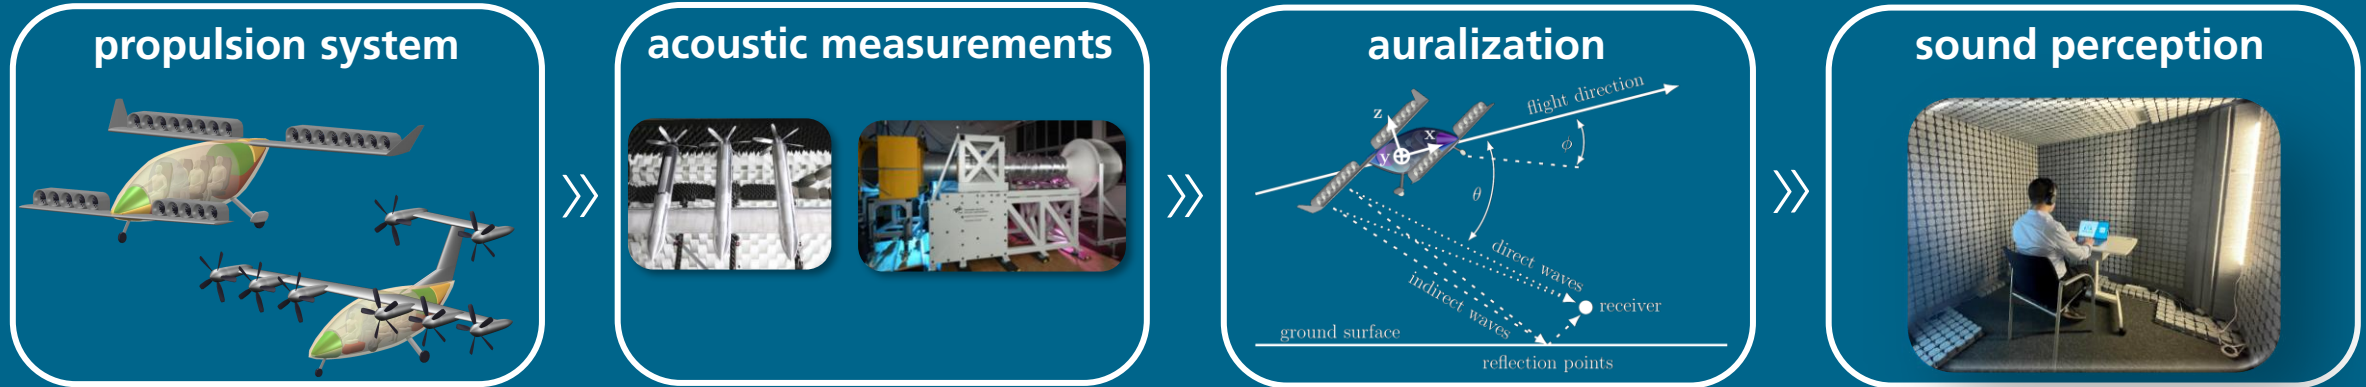 propulsion system
acoustic measurements
auralization
flight direction
z
x
y
ϕ
θ
direct waves
indirect waves
receiver
ground surface
reflection points
sound perception